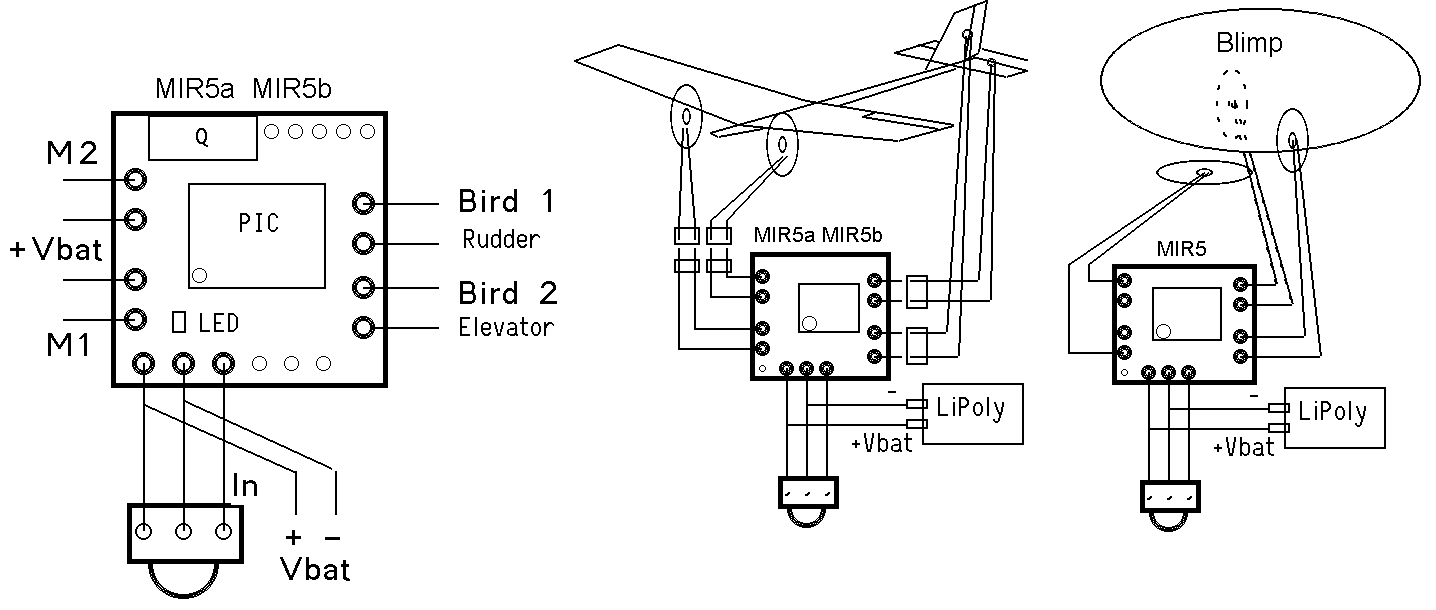 MIR5a MIR5b
Q
M2
PIC
Bird 1
Rudder
+Vbat
Bird 2
LED
Elevator
M1
In
+ −
Vbat
MIR5a MIR5b
−
LiPoly
+Vbat
Blimp
MIR5
−
LiPoly
+Vbat